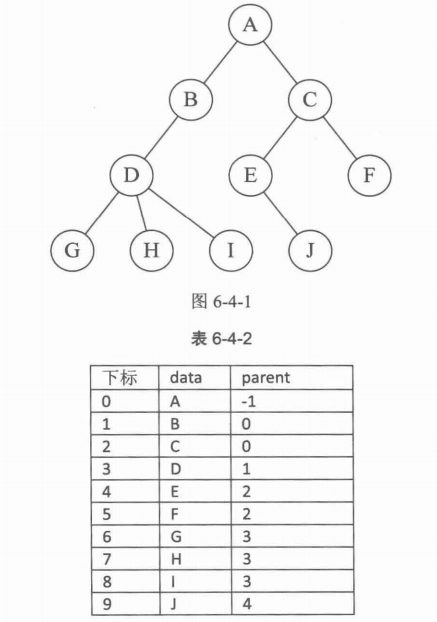 A
B C
D E F
G H I J
图 6-4-1
表 6-4-2
下标 data parent
0 A -1
1 B 0
2 C 0
3 D 1
4 E 2
5 F 2
6 G 3
7 H 3
8 I 3
9 J 4